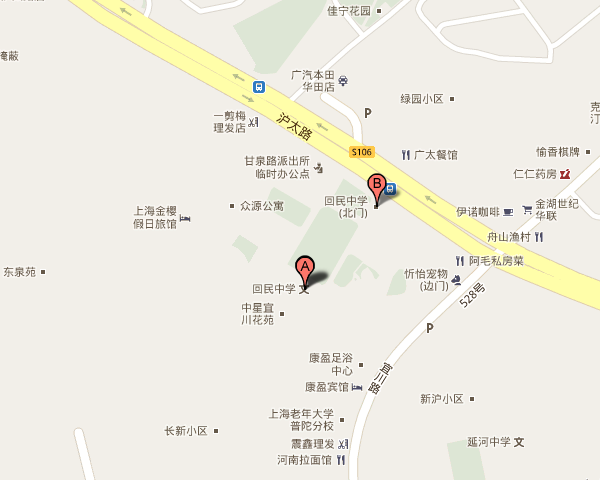 佳宁花园
掩蔽
广汽本田
华田店
P
绿园小区
克
汀
一剪梅
理发店
沪太路
S106
广太餐馆
愉香棋牌
甘泉路派出所
临时办公点
仁仁药房
B
众源公寓
回民中学
(北门)
伊诺咖啡
金湖世纪
华联
上海金樱
假日旅馆
舟山渔村
A
阿毛私房菜
东泉苑
忻怡宠物
(边门)
回民中学
文
528号
中星宜
川花苑
P
康盈足浴
中心
宜川路
康盈宾馆
新沪小区
上海老年大学
普陀分校
长新小区
震鑫理发
延河中学
文
河南拉面馆